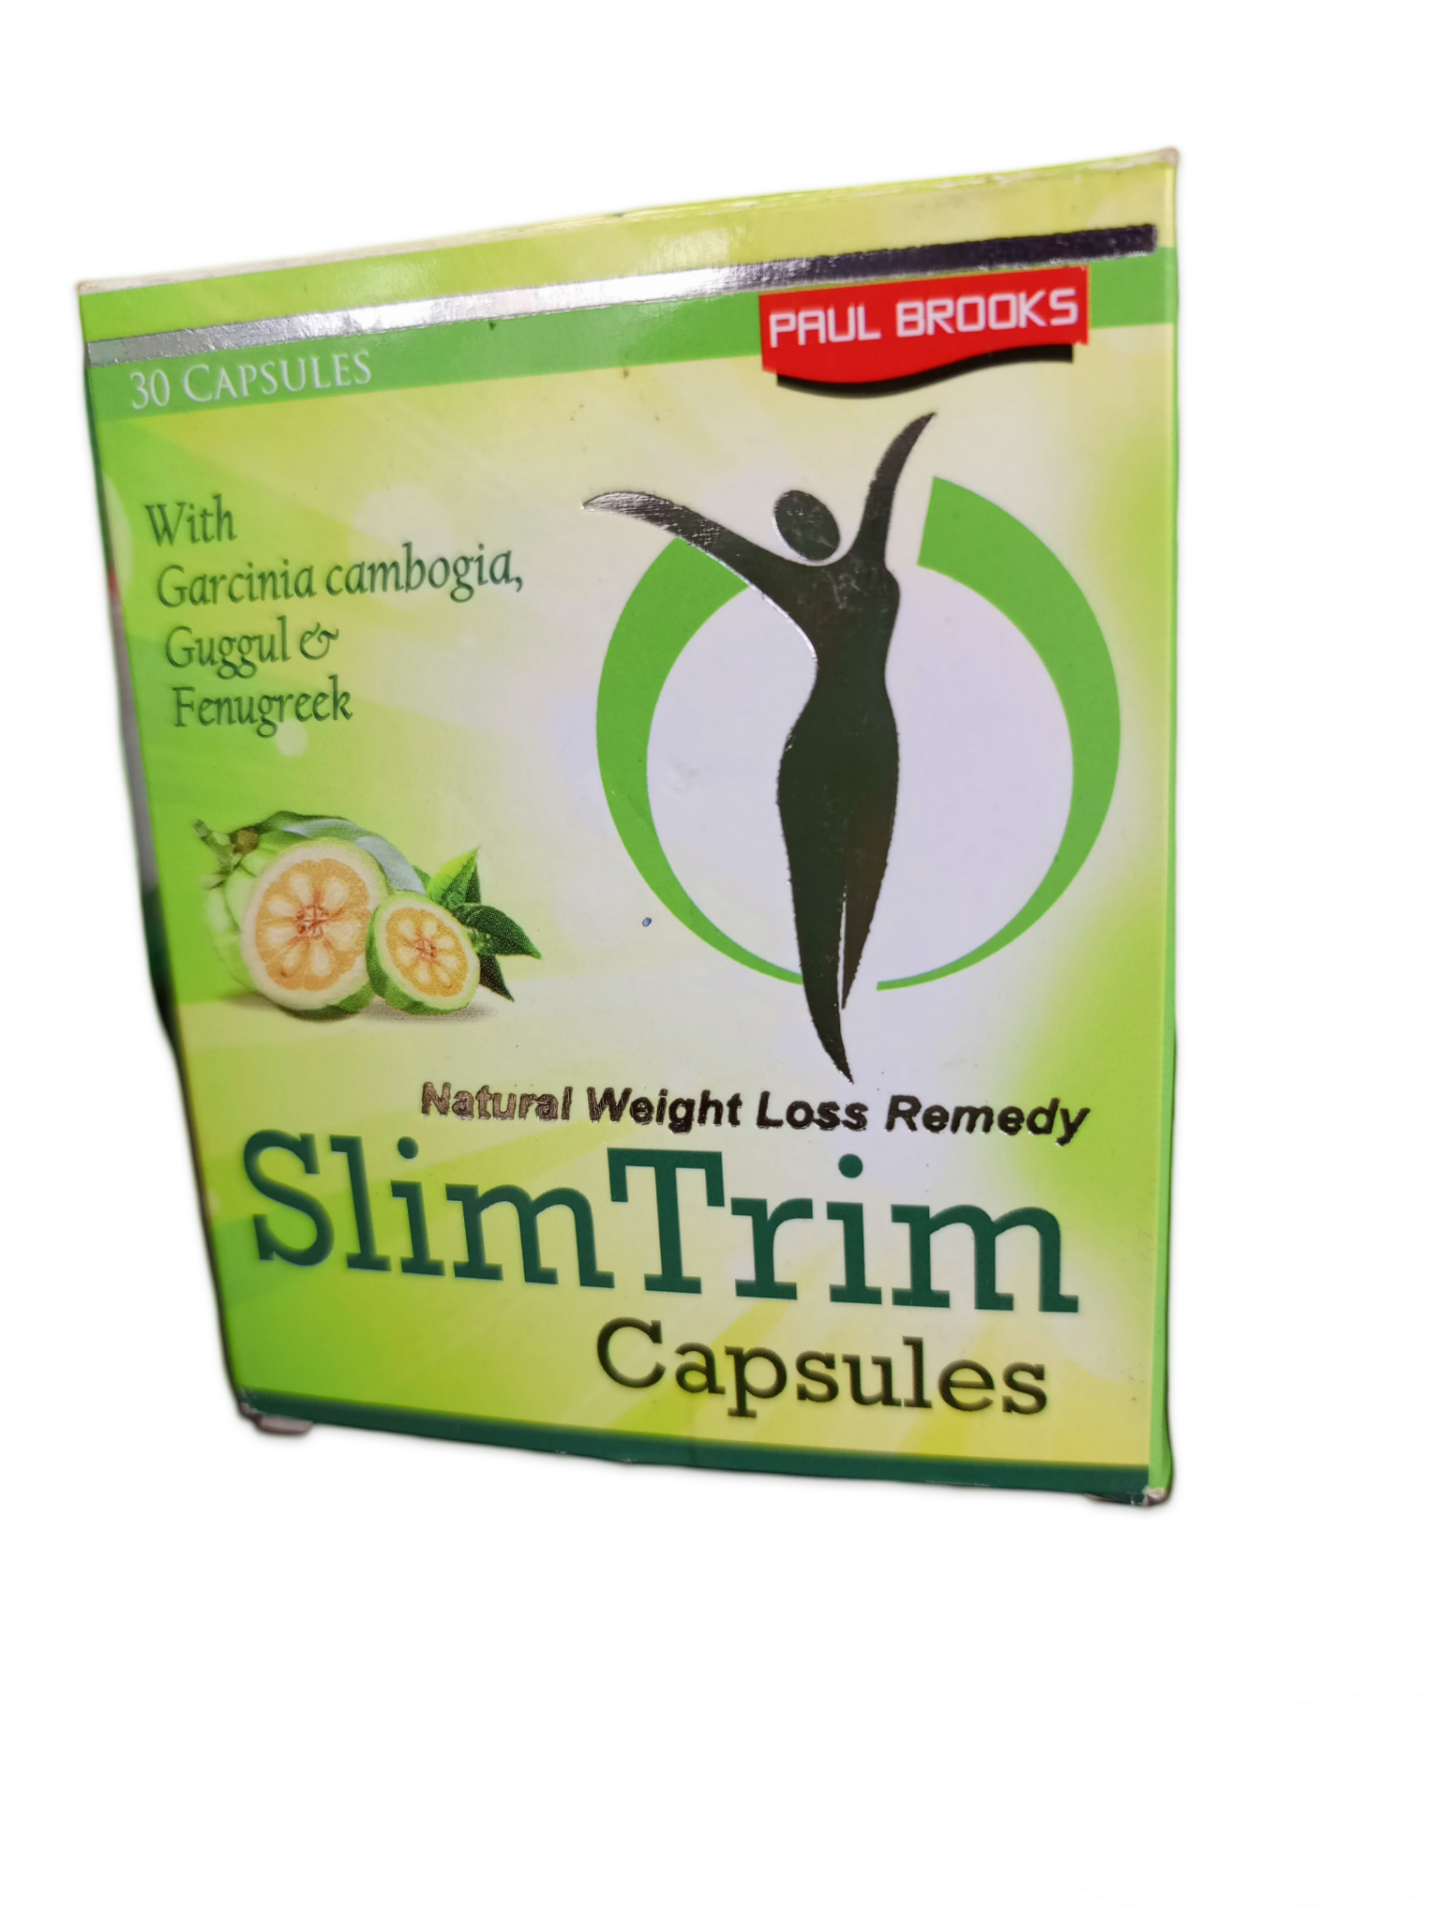 PAUL BROOKS
30 CAPSULES
With
Garcinia cambogia,
Guggul &
Fenugreek
Natural Weight Loss Remedy
SlimTrim
Capsules